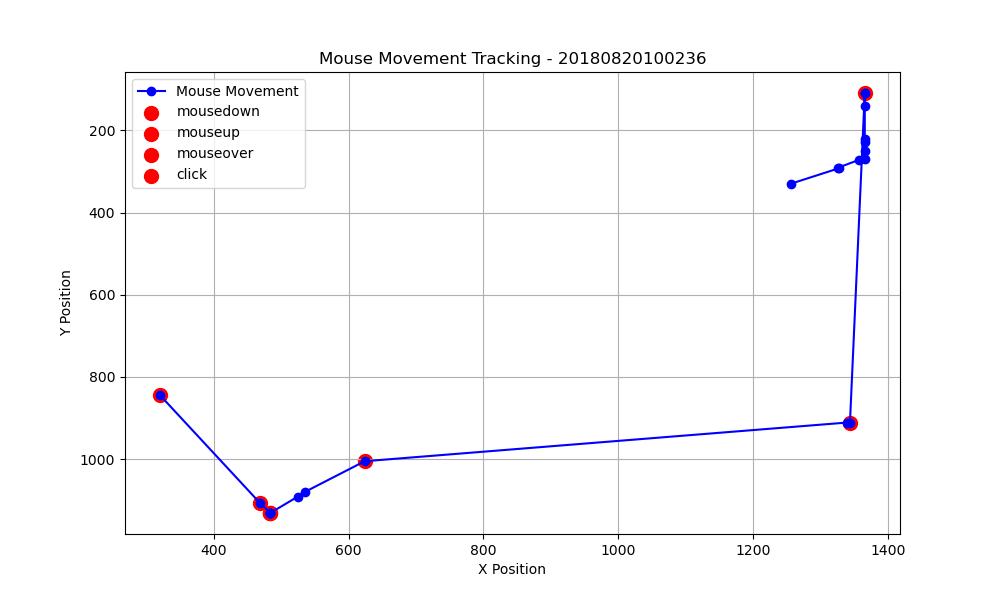 Mouse Movement Tracking - 20180820100236
Mouse Movement
mousedown
mouseup
mouseover
click
200
400
600
800
1000
Y Position
400 600 800 1000 1200 1400
X Position